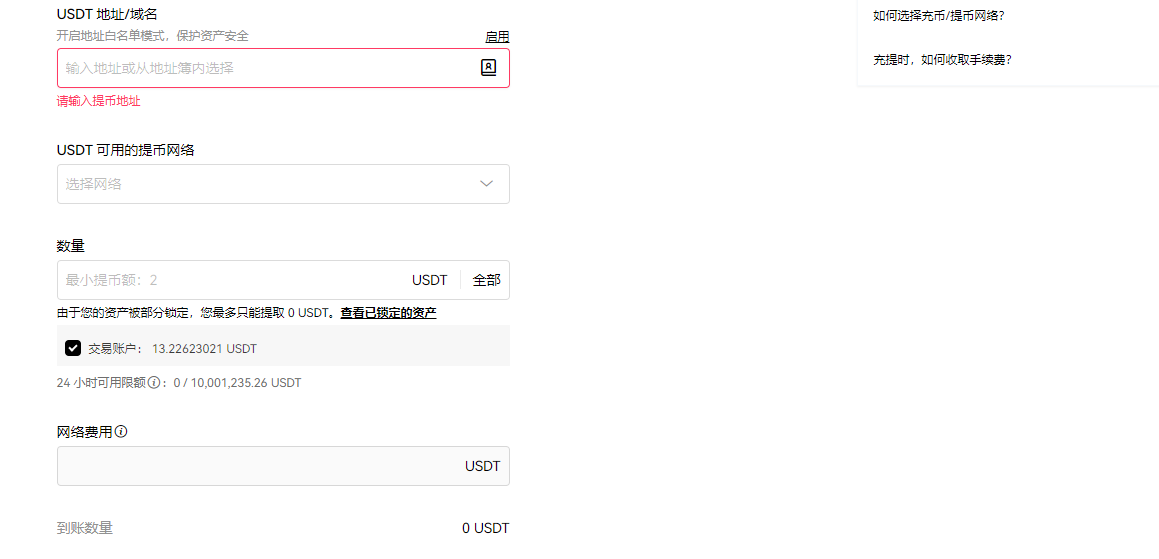 USDT 地址/域名
开启地址白名单模式，保护资产安全 启用
输入地址或从地址簿内选择
请输入提币地址
USDT 可用的提币网络
选择网络
数量
最小提币额：2 USDT 全部
由于您的资产被部分锁定，您最多只能提取 0 USDT。查看已锁定的资产
交易账户： 13.22623021 USDT
24 小时可用限额：0 / 10,001,235.26 USDT
网络费用
USDT
到账数量 0 USDT
如何选择充币/提币网络？
充提时，如何收取手续费？